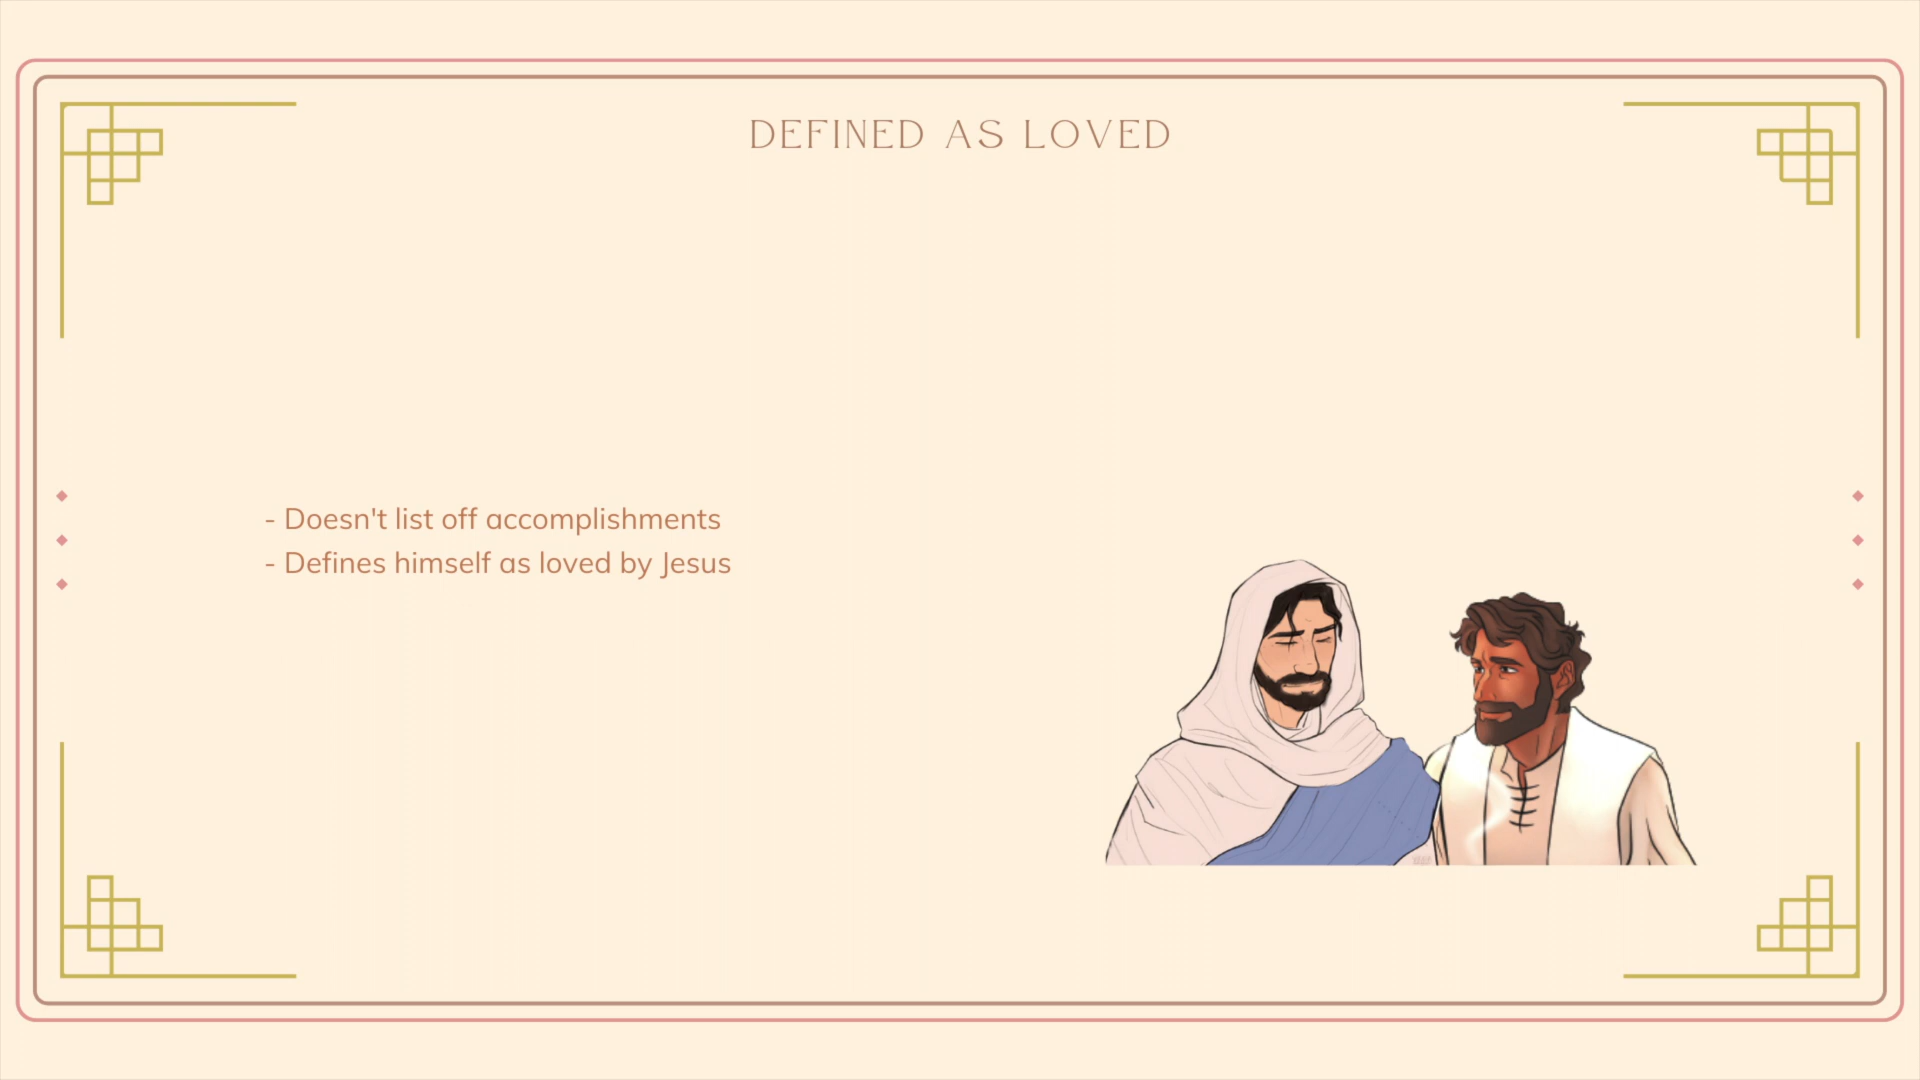 DEFINED AS LOVED
- Doesn't list off accomplishments
- Defines himself as loved by Jesus